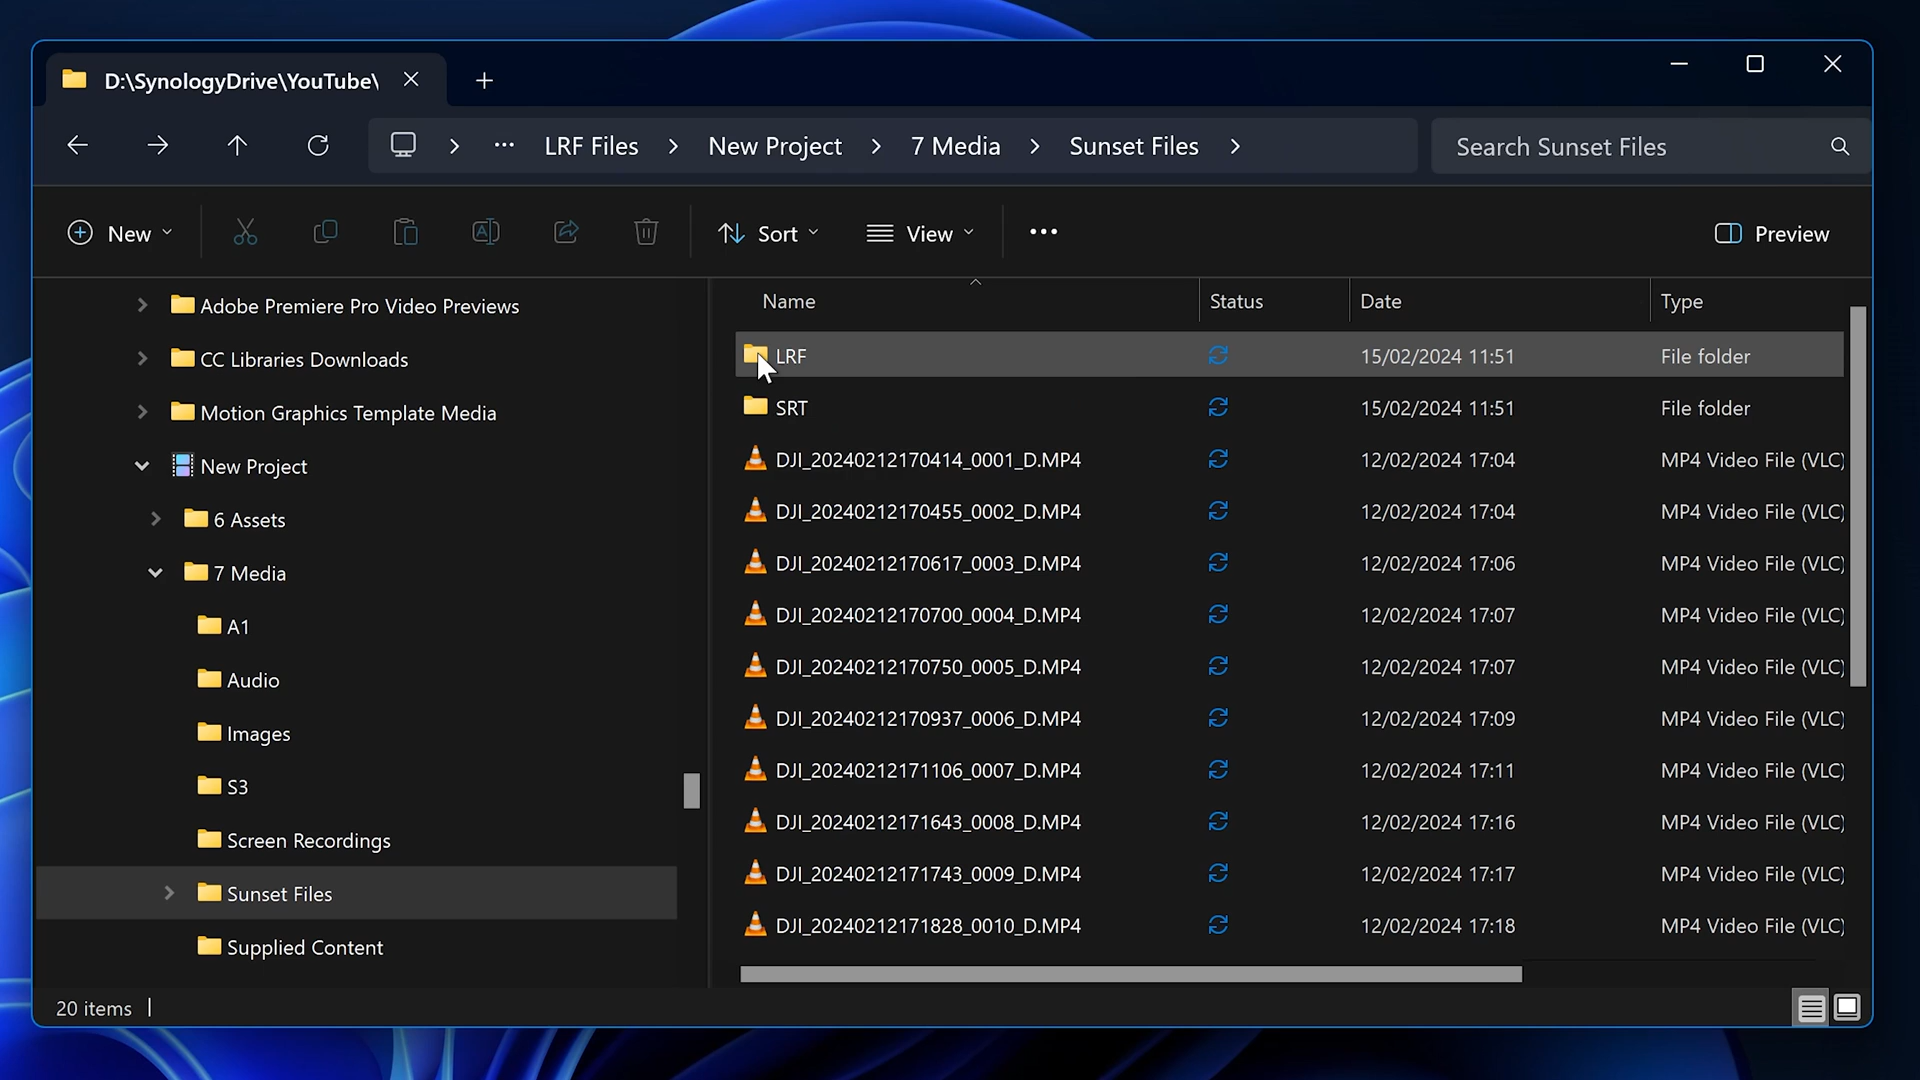 D:\SynologyDrive\YouTube\
LRF Files
New Project
7 Media
Sunset Files
Search Sunset Files
New
Sort
View
Preview
Adobe Premiere Pro Video Previews
CC Libraries Downloads
Motion Graphics Template Media
New Project
6 Assets
7 Media
A1
Audio
Images
S3
Screen Recordings
Sunset Files
Supplied Content
Name Status Date Type
LRF 15/02/2024 11:51 File folder
SRT 15/02/2024 11:51 File folder
DJI_20240212170414_0001_D.MP4 12/02/2024 17:04 MP4 Video File (VLC)
DJI_20240212170455_0002_D.MP4 12/02/2024 17:04 MP4 Video File (VLC)
DJI_20240212170617_0003_D.MP4 12/02/2024 17:06 MP4 Video File (VLC)
DJI_20240212170700_0004_D.MP4 12/02/2024 17:07 MP4 Video File (VLC)
DJI_20240212170750_0005_D.MP4 12/02/2024 17:07 MP4 Video File (VLC)
DJI_20240212170937_0006_D.MP4 12/02/2024 17:09 MP4 Video File (VLC)
DJI_20240212171106_0007_D.MP4 12/02/2024 17:11 MP4 Video File (VLC)
DJI_20240212171643_0008_D.MP4 12/02/2024 17:16 MP4 Video File (VLC)
DJI_20240212171743_0009_D.MP4 12/02/2024 17:17 MP4 Video File (VLC)
DJI_20240212171828_0010_D.MP4 12/02/2024 17:18 MP4 Video File (VLC)
20 items